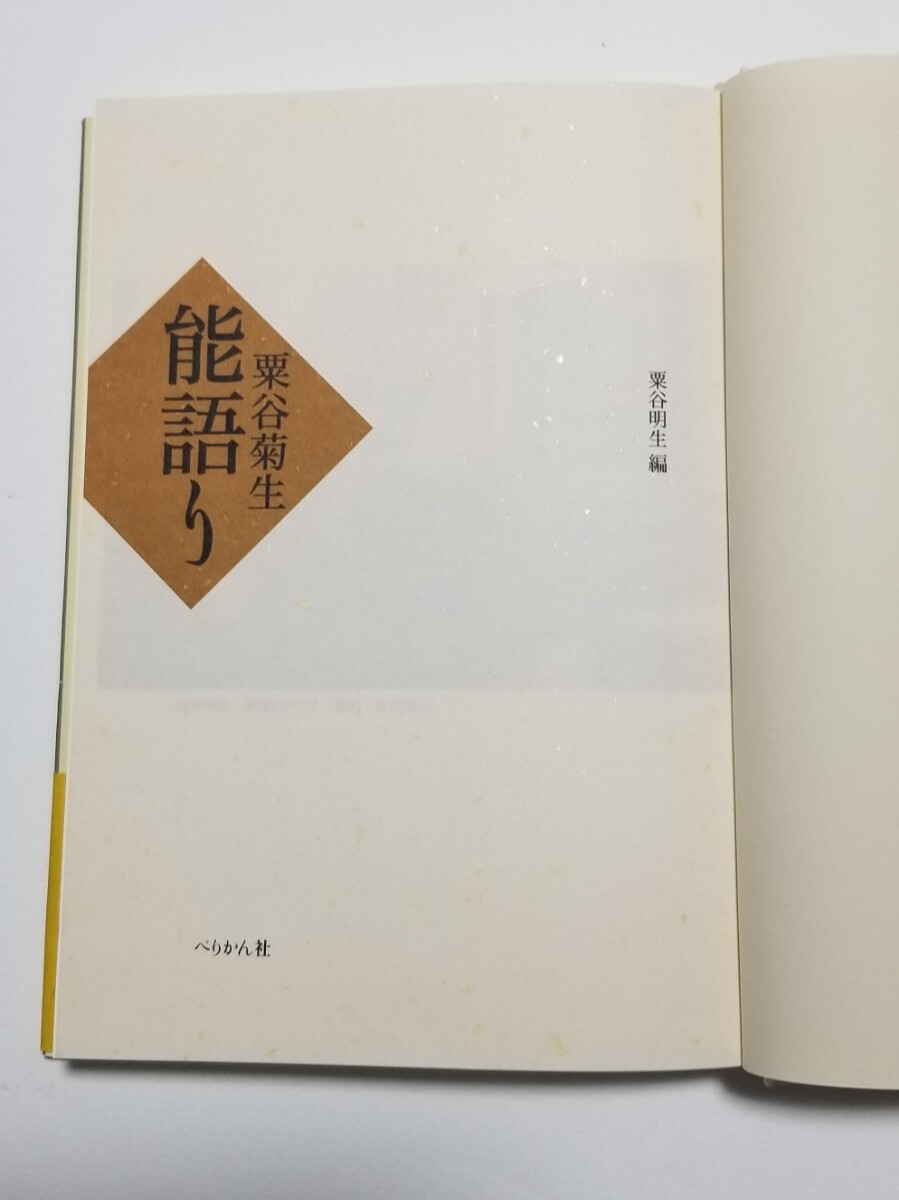 粟谷明生 編
粟谷菊生
能語り
ぺりかん社